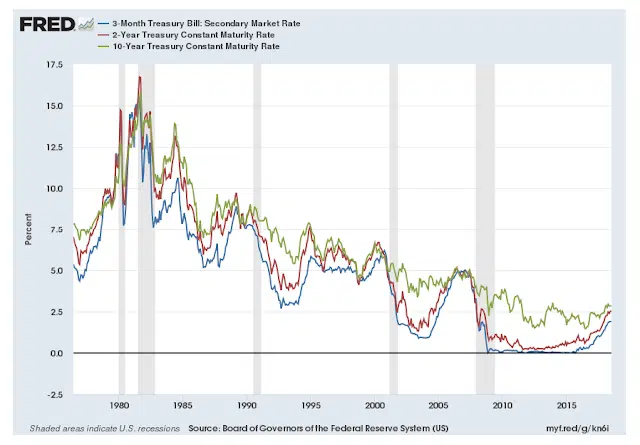 FRED
3-Month Treasury Bill: Secondary Market Rate
2-Year Treasury Constant Maturity Rate
10-Year Treasury Constant Maturity Rate
17.5
15.0
12.5
10.0
7.5
5.0
2.5
0.0
-2.5
Percent
1980 1985 1990 1995 2000 2005 2010 2015
Shaded areas indicate U.S. recessions Source: Board of Governors of the Federal Reserve System (US) myf.red/g/kn6i